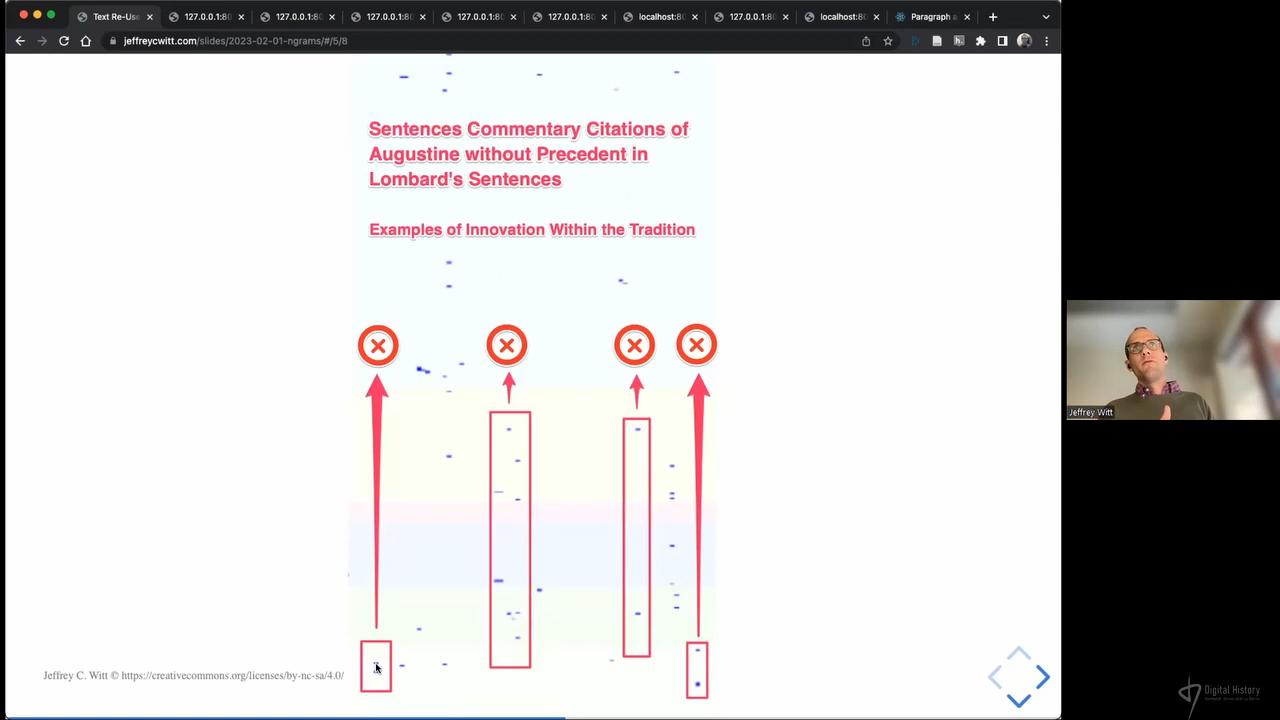 Text Re-Use
127.0.0.1:80
127.0.0.1:80
127.0.0.1:80
127.0.0.1:80
127.0.0.1:80
localhost:80
127.0.0.1:80
localhost:80
Paragraph a
jeffreycwitt.com/slides/2023-02-01-ngrams/#/5/8
Sentences Commentary Citations of
Augustine without Precedent in
Lombard's Sentences
Examples of Innovation Within the Tradition
Jeffrey Witt
Jeffrey C. Witt © https://creativecommons.org/licenses/by-nc-sa/4.0/
Digital History